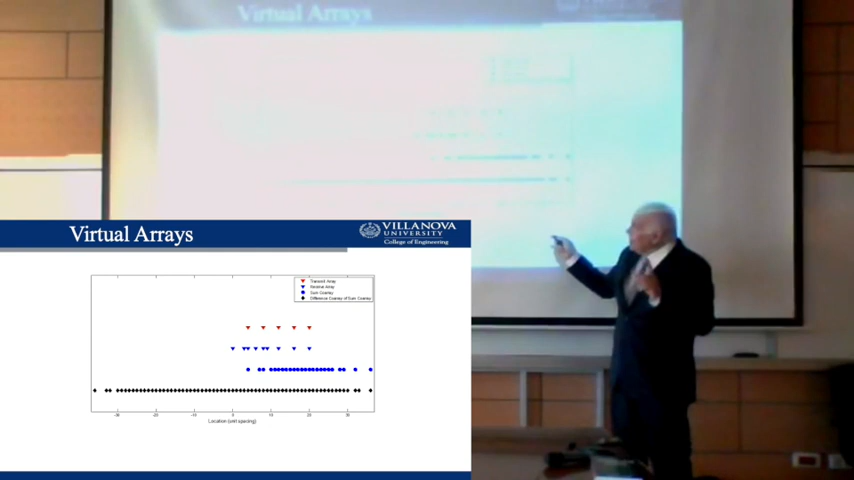 Virtual Arrays
Virtual Arrays
VILLANOVA
UNIVERSITY
College of Engineering
Transmit Array
Receive Array
Sum Coarray
Difference Coarray of Sum Coarray
-30 -20 -10 0 10 20 30
Location (unit spacing)